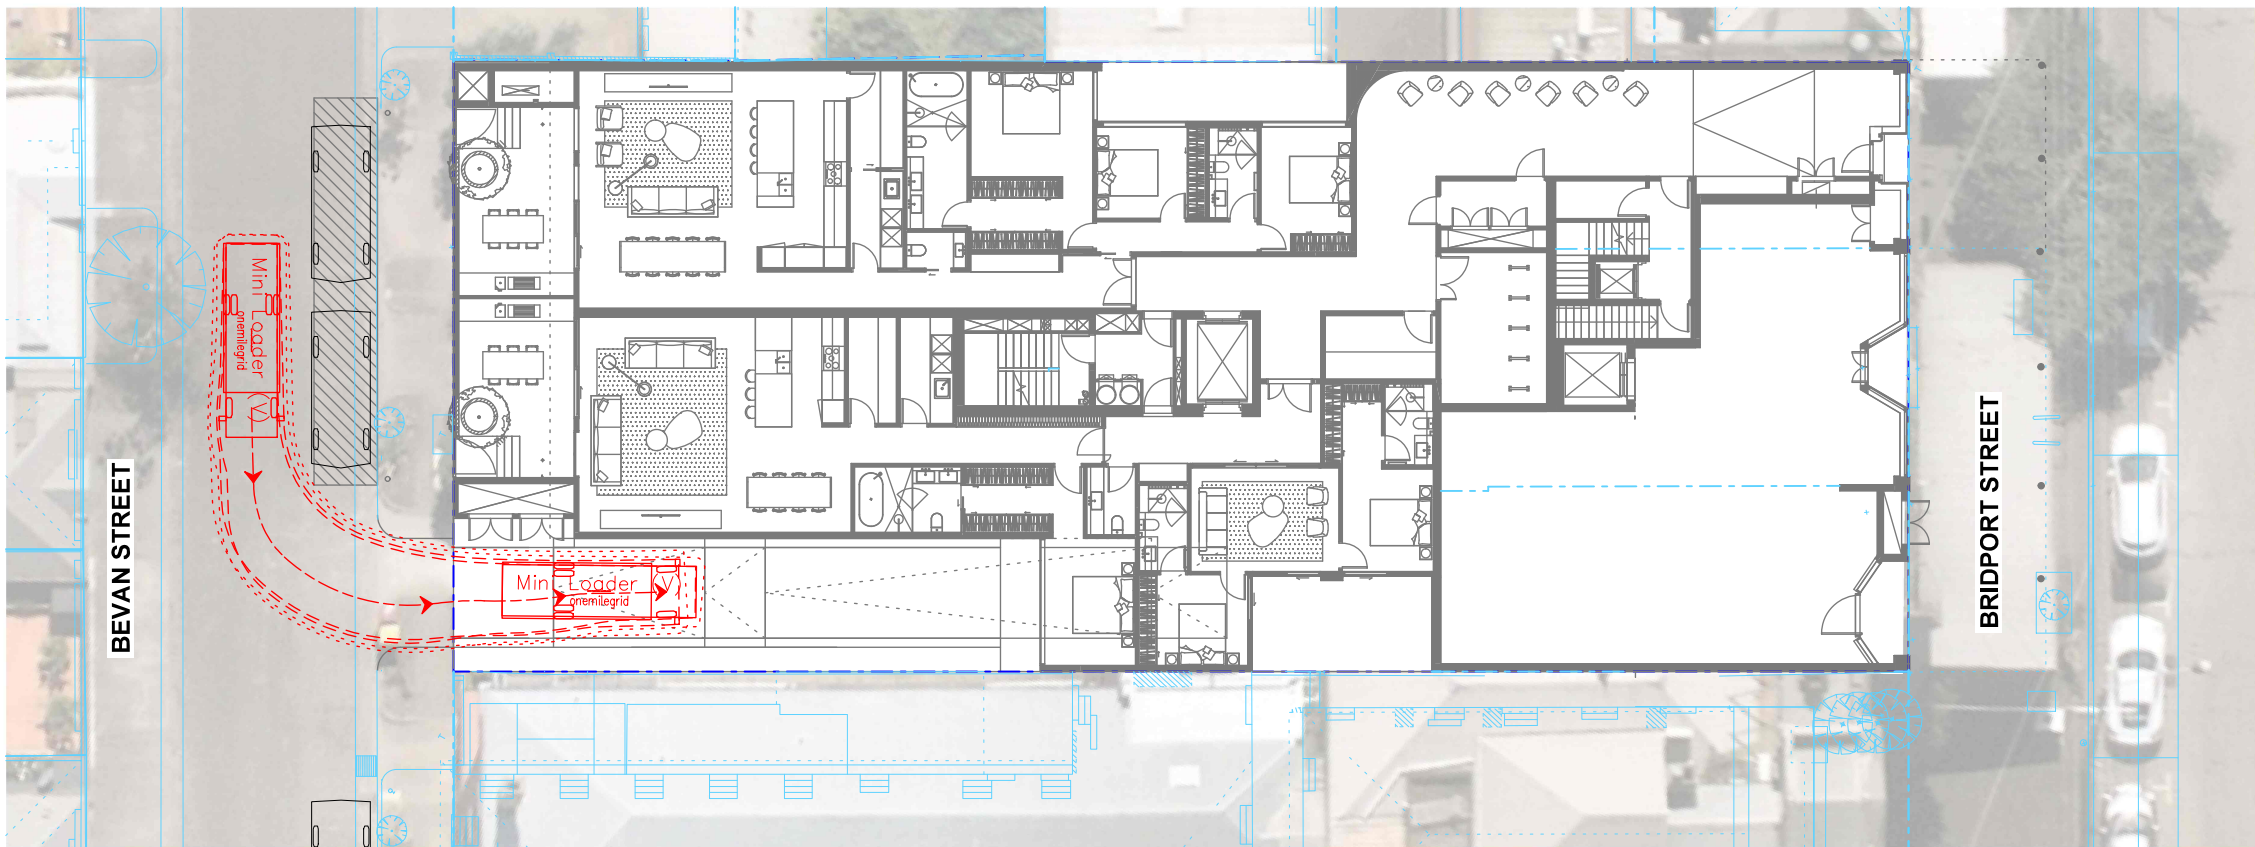 Mini Loader
onemilegrid
BEVAN STREET
Mini Loader
onemilegrid
BRIDPORT STREET